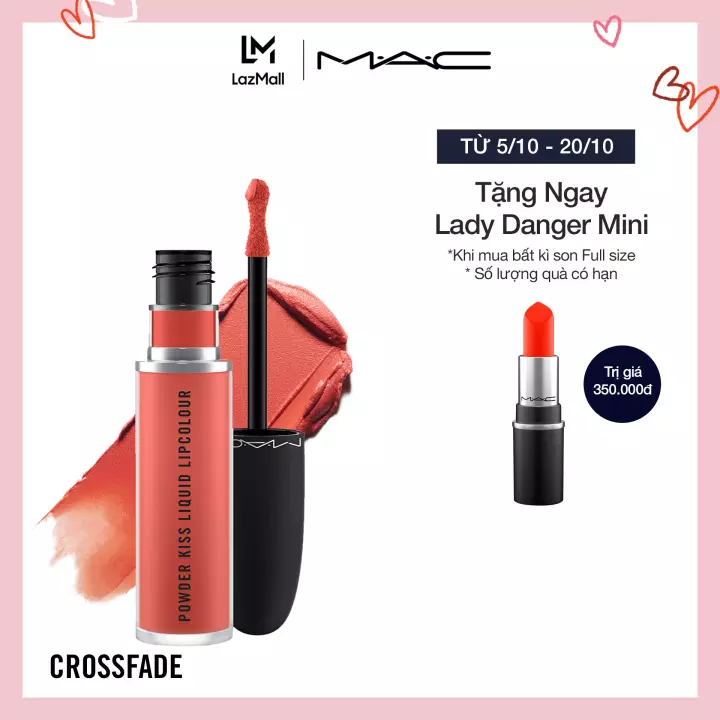 LM
LazMall
M·A·C
TỪ 5/10 - 20/10
Tặng Ngay
Lady Danger Mini
*Khi mua bất kì son Full size
* Số lượng quà có hạn
M·A·C
Trị giá
350.000đ
POWDER KISS LIQUID LIPCOLOUR
M·A·C
CROSSFADE